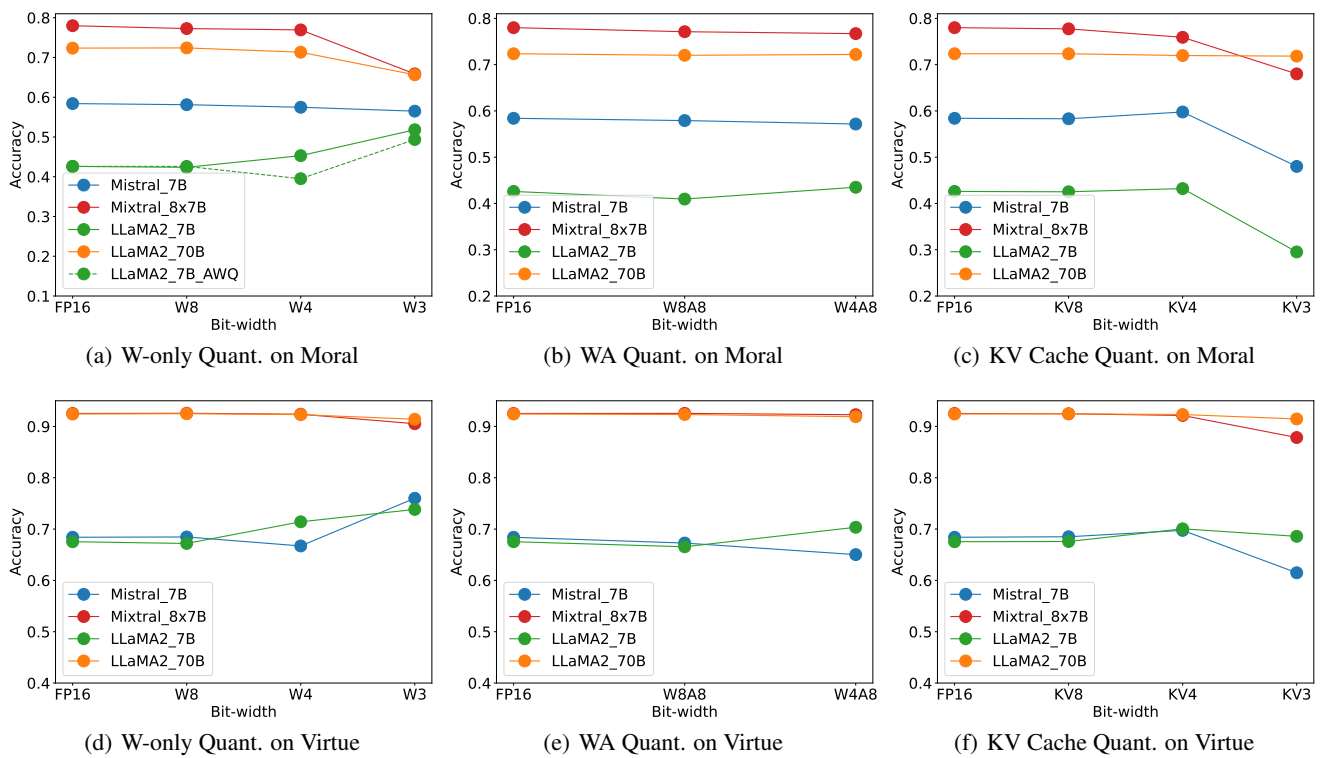 0.8
0.7
0.6
0.5
0.4
0.3
0.2
0.1
Accuracy
Mistral_7B
Mixtral_8x7B
LLaMA2_7B
LLaMA2_70B
LLaMA2_7B_AWQ
FP16 W8 W4 W3
Bit-width
(a) W-only Quant. on Moral
0.8
0.7
0.6
0.5
0.4
0.3
0.2
Accuracy
Mistral_7B
Mixtral_8x7B
LLaMA2_7B
LLaMA2_70B
FP16 W8A8 W4A8
Bit-width
(b) WA Quant. on Moral
0.8
0.7
0.6
0.5
0.4
0.3
0.2
Accuracy
Mistral_7B
Mixtral_8x7B
LLaMA2_7B
LLaMA2_70B
FP16 KV8 KV4 KV3
Bit-width
(c) KV Cache Quant. on Moral
0.9
0.8
0.7
0.6
0.5
0.4
Accuracy
Mistral_7B
Mixtral_8x7B
LLaMA2_7B
LLaMA2_70B
FP16 W8 W4 W3
Bit-width
(d) W-only Quant. on Virtue
0.9
0.8
0.7
0.6
0.5
0.4
Accuracy
Mistral_7B
Mixtral_8x7B
LLaMA2_7B
LLaMA2_70B
FP16 W8A8 W4A8
Bit-width
(e) WA Quant. on Virtue
0.9
0.8
0.7
0.6
0.5
0.4
Accuracy
Mistral_7B
Mixtral_8x7B
LLaMA2_7B
LLaMA2_70B
FP16 KV8 KV4 KV3
Bit-width
(f) KV Cache Quant. on Virtue